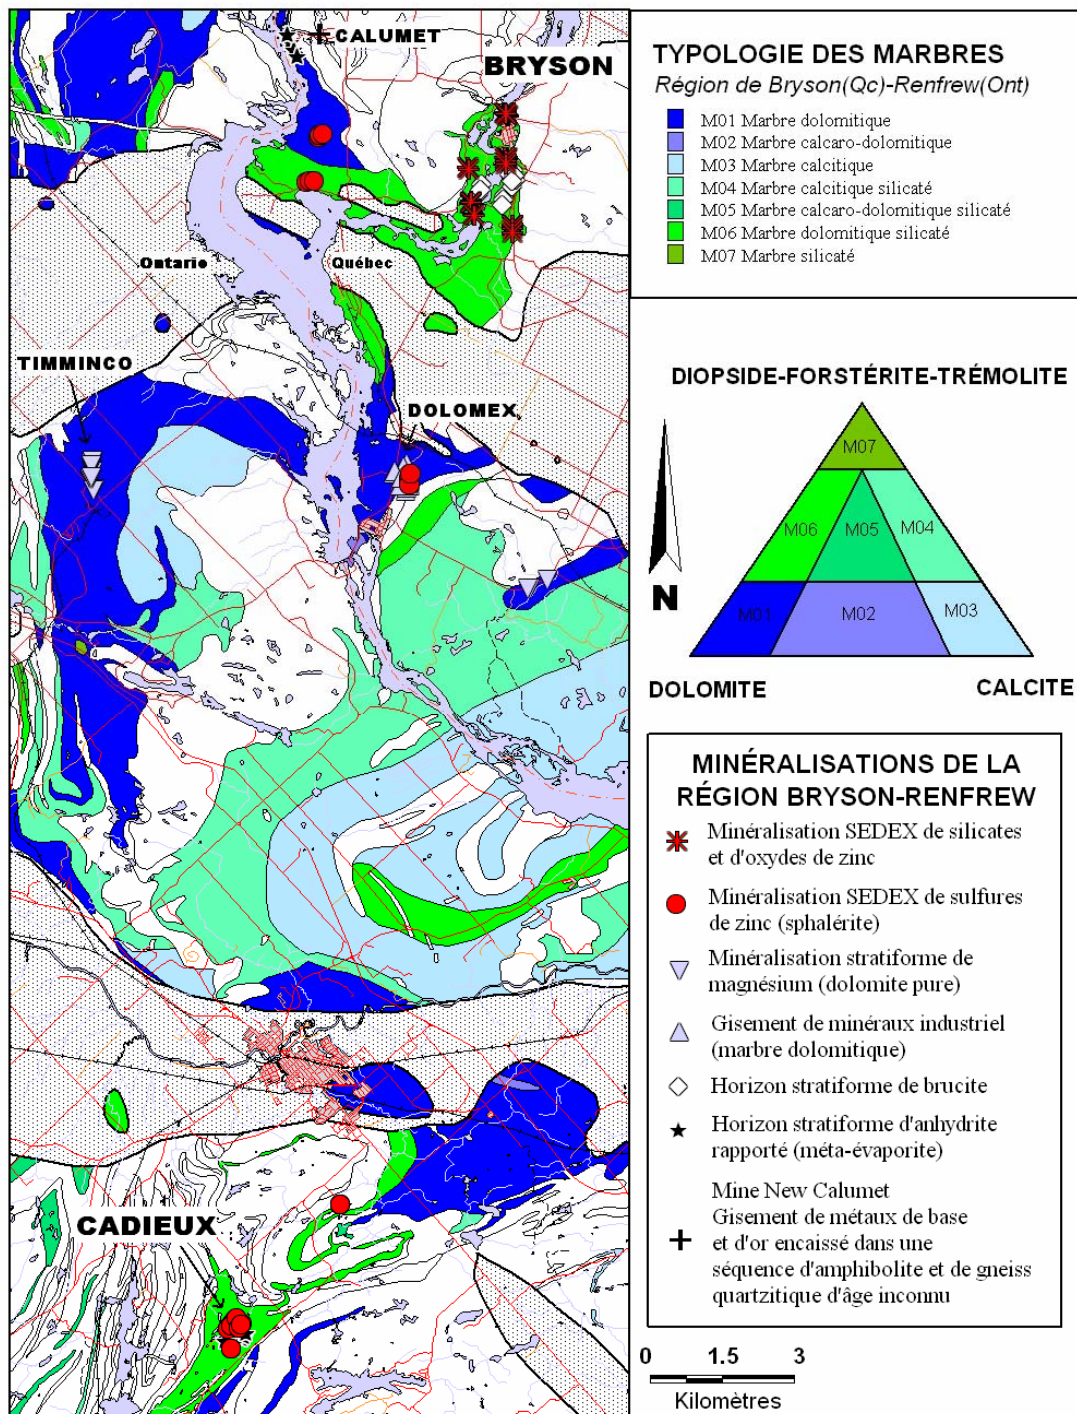 CALUMET
BRYSON
Ontario
Québec
TIMMINCO
DOLOMEX
CADIEUX
TYPOLOGIE DES MARBRES
Région de Bryson(Qc)-Renfrew(Ont)
M01 Marbre dolomitique
M02 Marbre calcaro-dolomitique
M03 Marbre calcitique
M04 Marbre calcitique silicaté
M05 Marbre calcaro-dolomitique silicaté
M06 Marbre dolomitique silicaté
M07 Marbre silicaté
DIOPSIDE-FORSTÉRITE-TRÉMOLITE
M07
M06
M05
M04
M01
M02
M03
N
DOLOMITE
CALCITE
MINÉRALISATIONS DE LA
RÉGION BRYSON-RENFREW
Minéralisation SEDEX de silicates
et d'oxydes de zinc
Minéralisation SEDEX de sulfures
de zinc (sphalérite)
Minéralisation stratiforme de
magnésium (dolomite pure)
Gisement de minéraux industriel
(marbre dolomitique)
Horizon stratiforme de brucite
Horizon stratiforme d'anhydrite
rapporté (méta-évaporite)
Mine New Calumet
Gisement de métaux de base
et d'or encaissé dans une
séquence d'amphibolite et de gneiss
quartzitique d'âge inconnu
0 1.5 3
Kilomètres